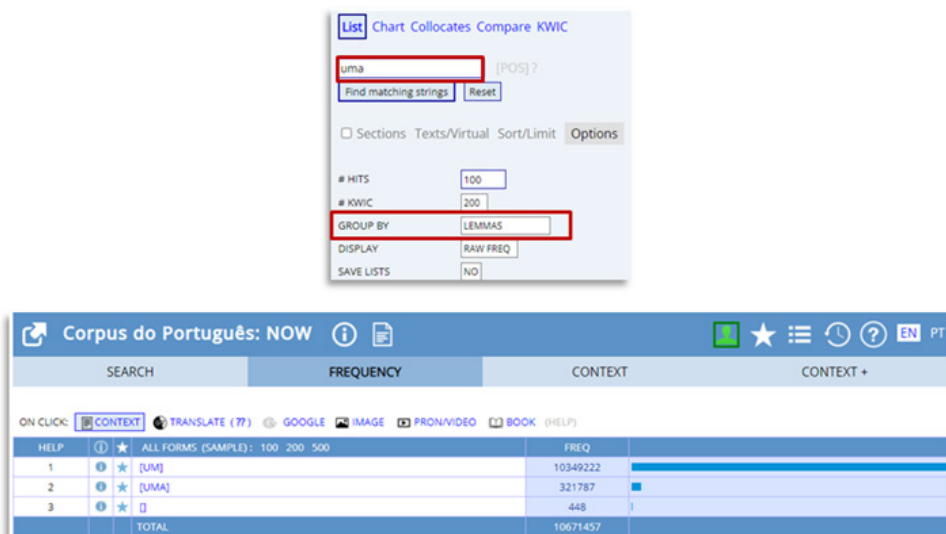 List Chart Collocates Compare KWIC
uma [POS]?
Find matching strings Reset
Sections Texts/Virtual Sort/Limit Options
# HITS 100
# KWIC 200
GROUP BY LEMMAS
DISPLAY RAW FREQ
SAVE LISTS NO
Corpus do Português: NOW EN PT
SEARCH FREQUENCY CONTEXT CONTEXT +
ON CLICK: CONTEXT TRANSLATE (??) GOOGLE IMAGE PRON/VIDEO BOOK (HELP)
HELP ALL FORMS (SAMPLE): 100 200 500 FREQ
1 [UM] 10349222
2 [UMA] 321787
3 [] 448
TOTAL 10671457